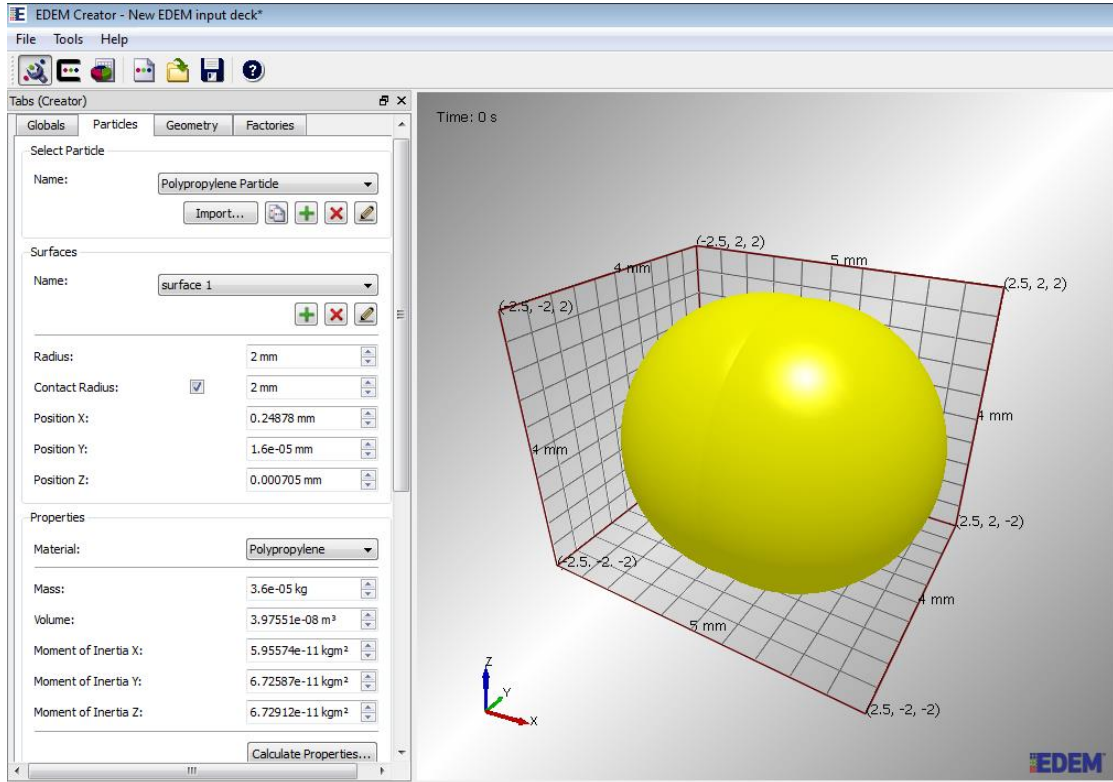 EDEM Creator - New EDEM input deck*
File Tools Help
Tabs (Creator)
Globals Particles Geometry Factories
Select Particle
Name: Polypropylene Particle
Import...
Surfaces
Name: surface 1
Radius: 2 mm
Contact Radius: 2 mm
Position X: 0.24878 mm
Position Y: 1.6e-05 mm
Position Z: 0.000705 mm
Properties
Material: Polypropylene
Mass: 3.6e-05 kg
Volume: 3.97551e-08 m³
Moment of Inertia X: 5.95574e-11 kgm²
Moment of Inertia Y: 6.72587e-11 kgm²
Moment of Inertia Z: 6.72912e-11 kgm²
Calculate Properties...
Time: 0 s
(-2.5, 2, 2)
4 mm
5 mm
(2.5, 2, 2)
(-2.5, -2, 2)
4 mm
4 mm
(2.5, 2, -2)
(-2.5, -2, -2)
4 mm
5 mm
(2.5, -2, -2)
Z
Y
X
EDEM